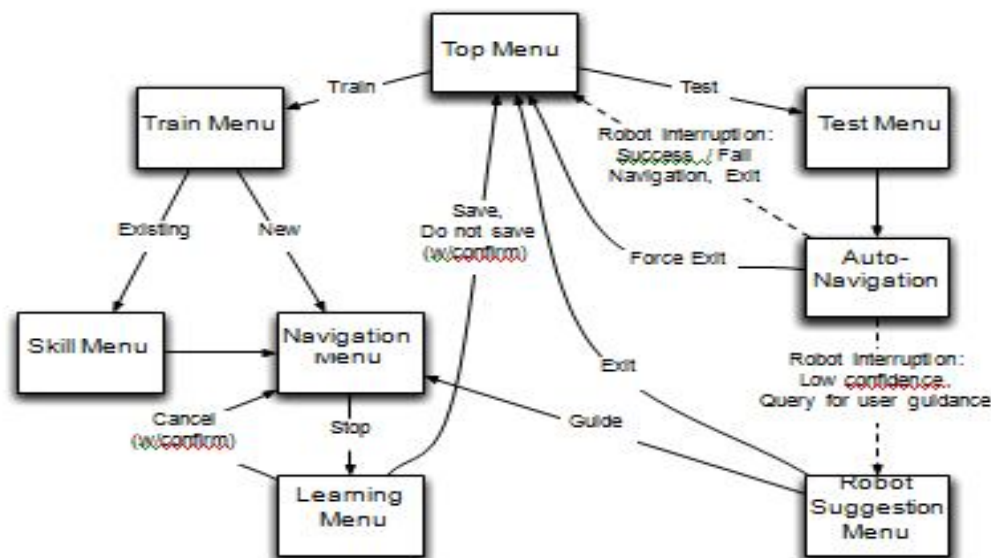 Top Menu
Train
Test
Train Menu
Test Menu
Robot Interruption:
Success / Fail
Navigation, Exit
Existing
New
Save,
Do not save
(w/confirm)
Force Exit
Auto-
Navigation
Skill Menu
Navigation
Menu
Exit
Robot Interruption:
Low confidence.
Query for user guidance
Cancel
(w/confirm)
Stop
Guide
Learning
Menu
Robot
Suggestion
Menu